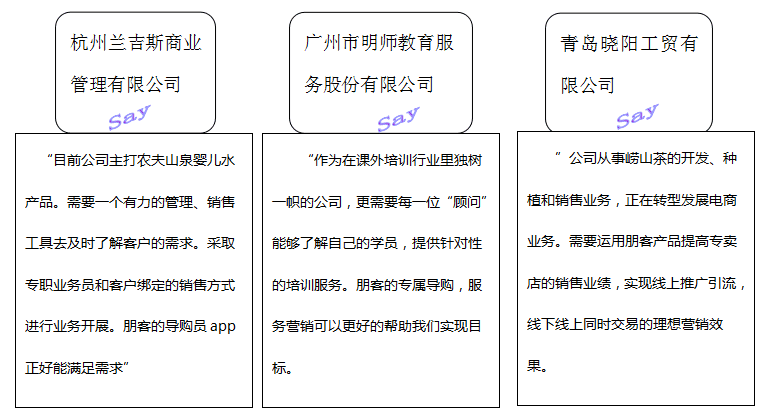 杭州兰吉斯商业
管理有限公司
Say
“目前公司主打农夫山泉婴儿水
产品。需要一个有力的管理、销售
工具去及时了解客户的需求。采取
专职业务员和客户绑定的销售方式
进行业务开展。朋客的导购员 app
正好能满足需求”
广州市明师教育服
务股份有限公司
Say
“作为在课外培训行业里独树
一帜的公司，更需要每一位“顾问”
能够了解自己的学员，提供针对性
的培训服务。朋客的专属导购，服
务营销可以更好的帮助我们实现目
标。
青岛晓阳工贸有
限公司
Say
”公司从事崂山茶的开发、种
植和销售业务，正在转型发展电商
业务。需要运用朋客产品提高专卖
店的销售业绩，实现线上推广引流，
线下线上同时交易的理想营销效
果。